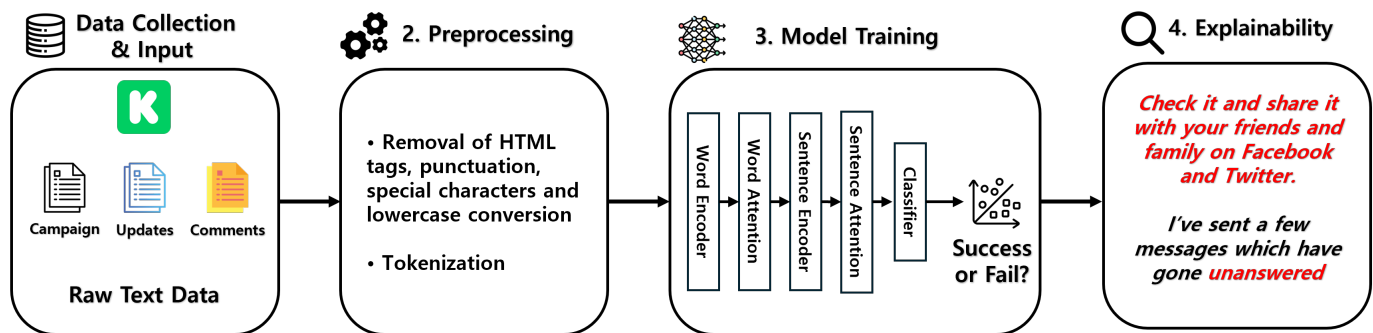 Data Collection
& Input
K
Campaign
Updates
Comments
Raw Text Data
2. Preprocessing
• Removal of HTML
tags, punctuation,
special characters and
lowercase conversion
• Tokenization
3. Model Training
Word Encoder
Word Attention
Sentence Encoder
Sentence Attention
Classifier
Success
or Fail?
4. Explainability
Check it and share it
with your friends and
family on Facebook
and Twitter.
I've sent a few
messages which have
gone unanswered